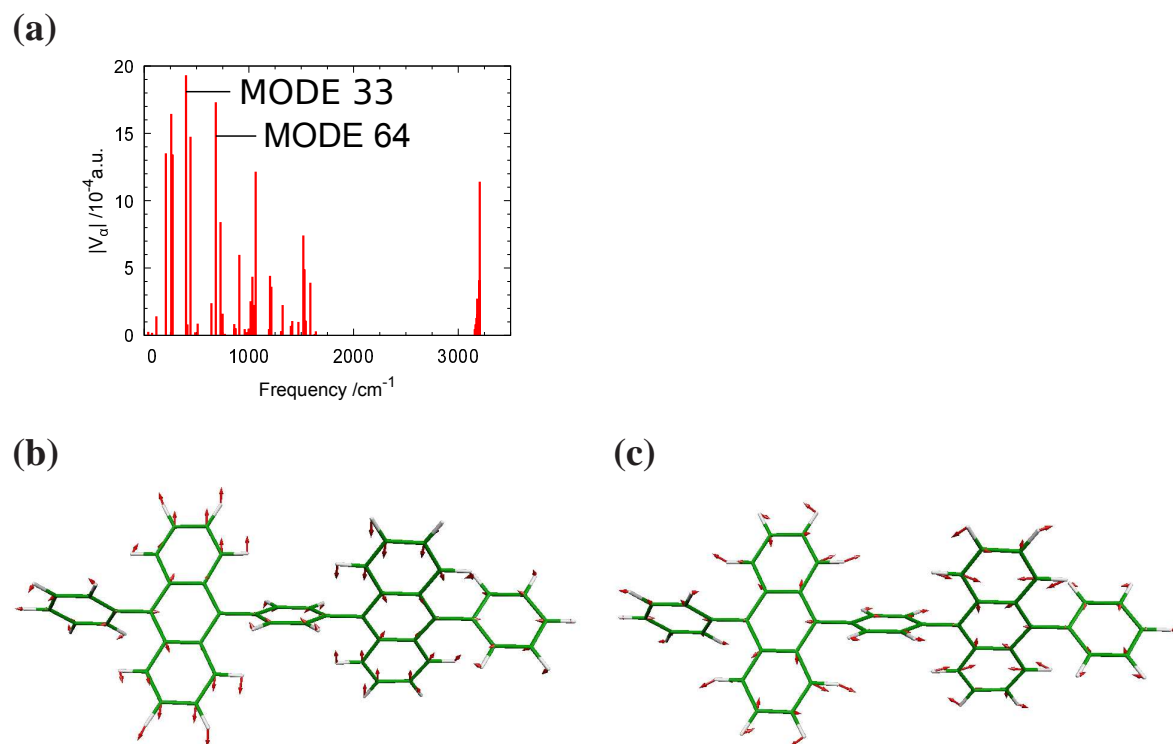 (a)
20
15
10
5
0
|Vα| /10⁻⁴a.u.
MODE 33
MODE 64
0 1000 2000 3000
Frequency /cm⁻¹
(b) (c)